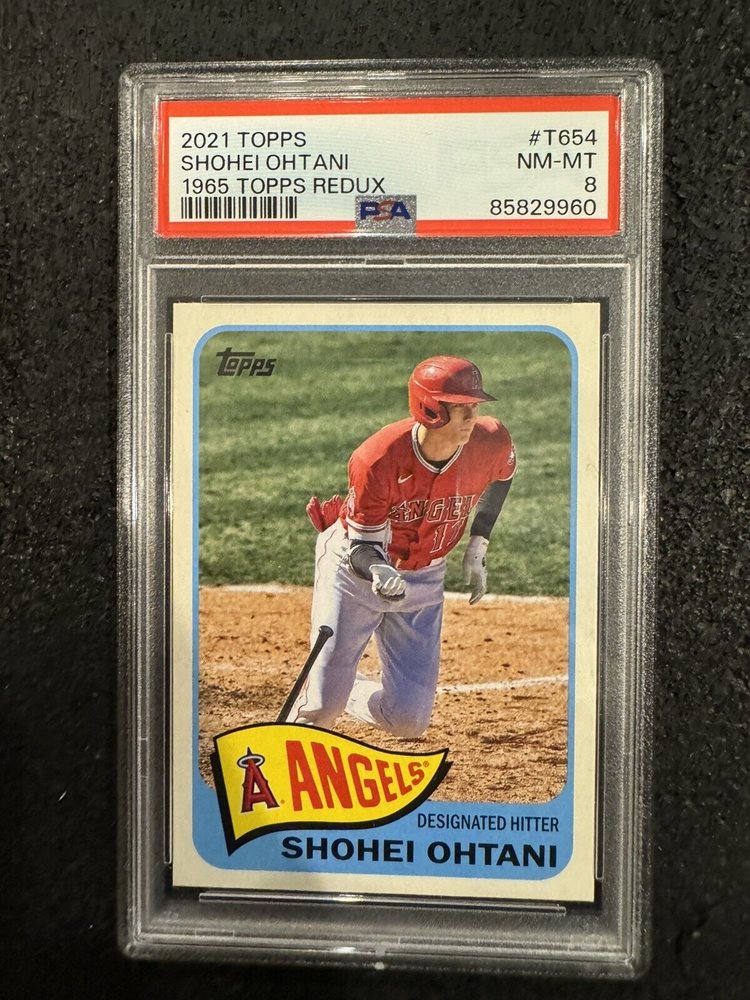 2021 TOPPS #T654
SHOHEI OHTANI NM-MT
1965 TOPPS REDUX 8
PSA 85829960
Topps
ANGELS
17
A ANGELS®
DESIGNATED HITTER
SHOHEI OHTANI